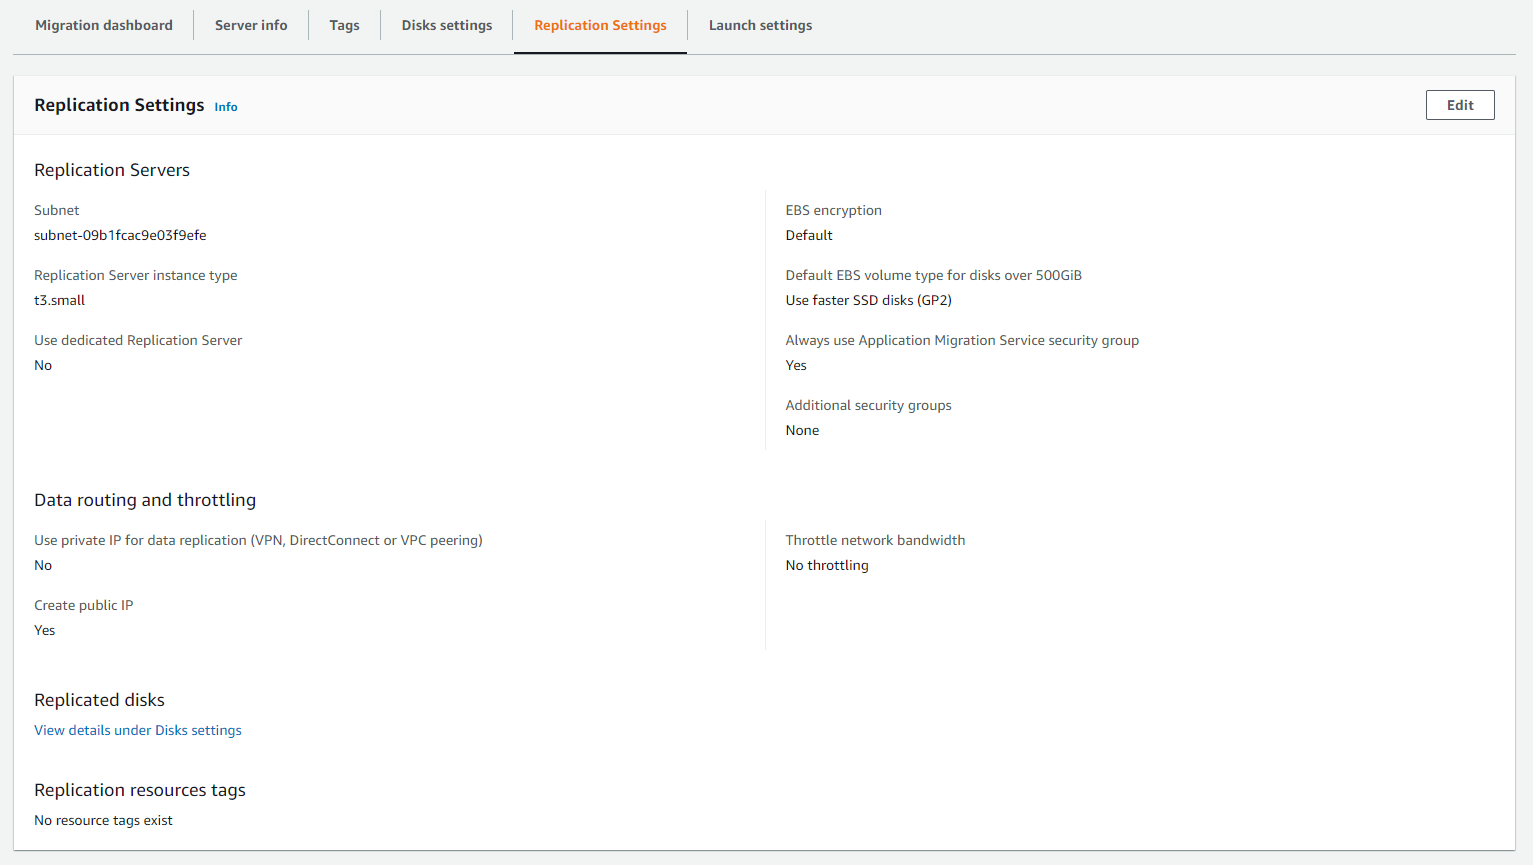 Migration dashboard
Server info
Tags
Disks settings
Replication Settings
Launch settings
Replication Settings Info
Edit
Replication Servers
Subnet
subnet-09b1fcac9e03f9efe
Replication Server instance type
t3.small
Use dedicated Replication Server
No
EBS encryption
Default
Default EBS volume type for disks over 500GiB
Use faster SSD disks (GP2)
Always use Application Migration Service security group
Yes
Additional security groups
None
Data routing and throttling
Use private IP for data replication (VPN, DirectConnect or VPC peering)
No
Create public IP
Yes
Throttle network bandwidth
No throttling
Replicated disks
View details under Disks settings
Replication resources tags
No resource tags exist